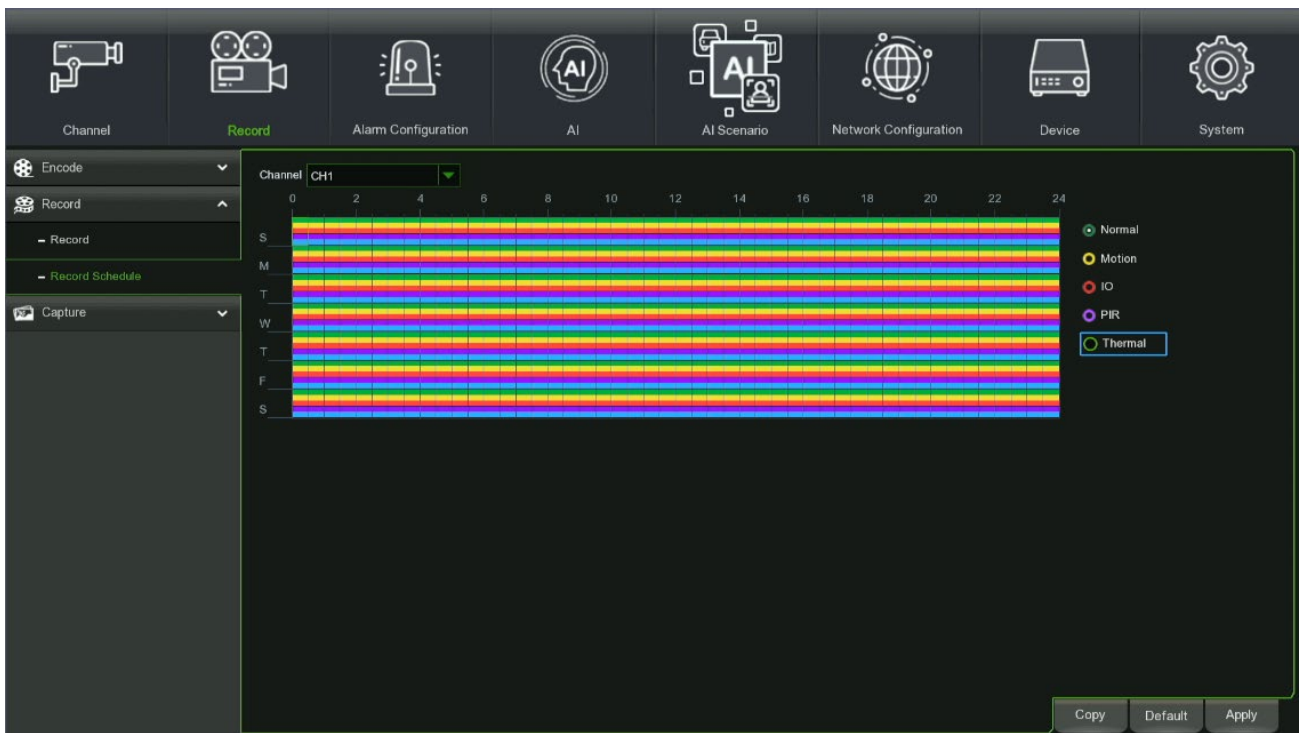 Channel Record Alarm Configuration AI AI Scenario Network Configuration Device System
Encode
Record
Record
Record Schedule
Capture
Channel CH1
0 2 4 6 8 10 12 14 16 18 20 22 24
S
M
T
W
T
F
S
Normal
Motion
IO
PIR
Thermal
Copy Default Apply